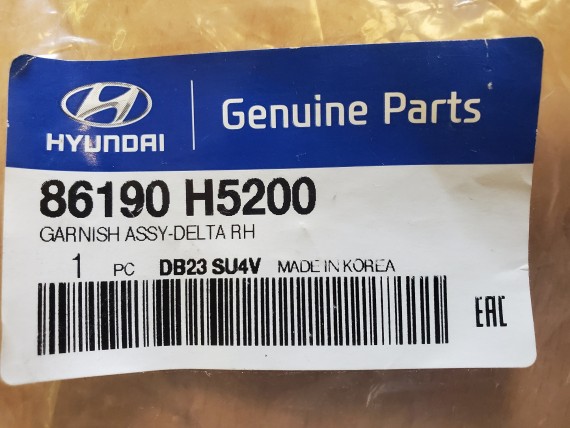 HYUNDAI
Genuine Parts
86190 H5200
GARNISH ASSY-DELTA RH
1 PC DB23 SU4V MADE IN KOREA
EAC